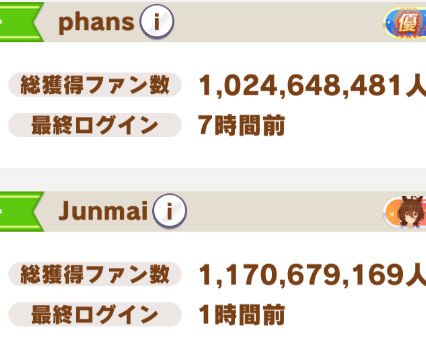 phans i 優
総獲得ファン数 1,024,648,481人
最終ログイン 7時間前
Junmai i
総獲得ファン数 1,170,679,169人
最終ログイン 1時間前